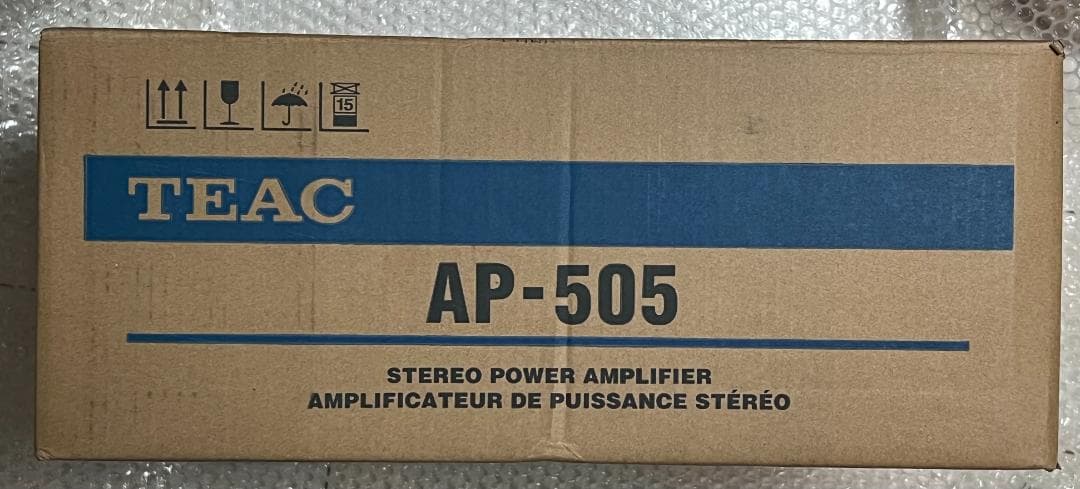 15
TEAC
AP-505
STEREO POWER AMPLIFIER
AMPLIFICATEUR DE PUISSANCE STÉRÉO